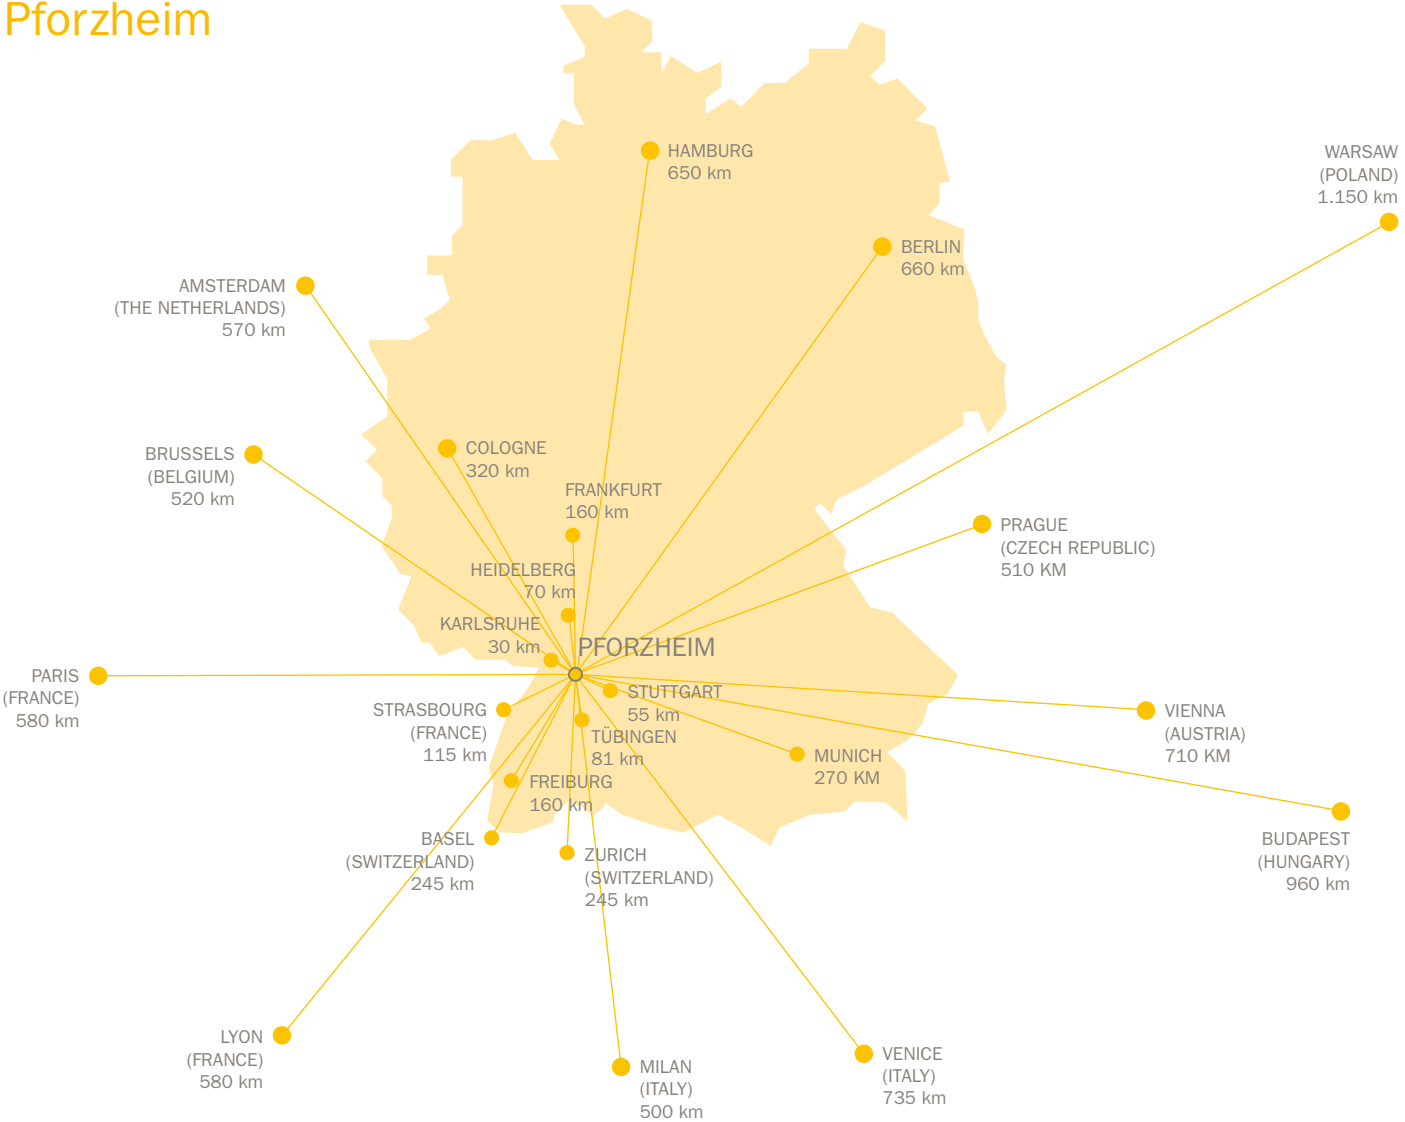 Pforzheim
HAMBURG
650 km
WARSAW
(POLAND)
1.150 km
BERLIN
660 km
AMSTERDAM
(THE NETHERLANDS)
570 km
COLOGNE
320 km
BRUSSELS
(BELGIUM)
520 km
FRANKFURT
160 km
PRAGUE
(CZECH REPUBLIC)
510 KM
HEIDELBERG
70 km
KARLSRUHE
30 km
PFORZHEIM
PARIS
(FRANCE)
580 km
STUTTGART
55 km
STRASBOURG
(FRANCE)
115 km
VIENNA
(AUSTRIA)
710 KM
TÜBINGEN
81 km
MUNICH
270 KM
FREIBURG
160 km
BASEL
(SWITZERLAND)
245 km
BUDAPEST
(HUNGARY)
960 km
ZURICH
(SWITZERLAND)
245 km
LYON
(FRANCE)
580 km
MILAN
(ITALY)
500 km
VENICE
(ITALY)
735 km